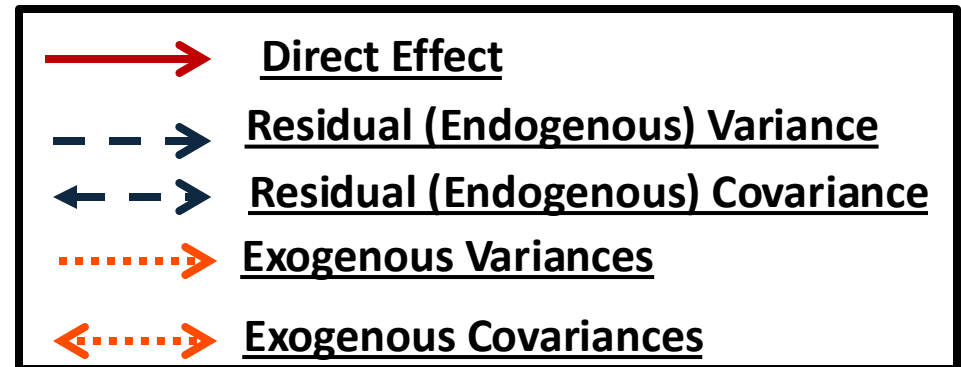 Direct Effect
Residual (Endogenous) Variance
Residual (Endogenous) Covariance
Exogenous Variances
Exogenous Covariances